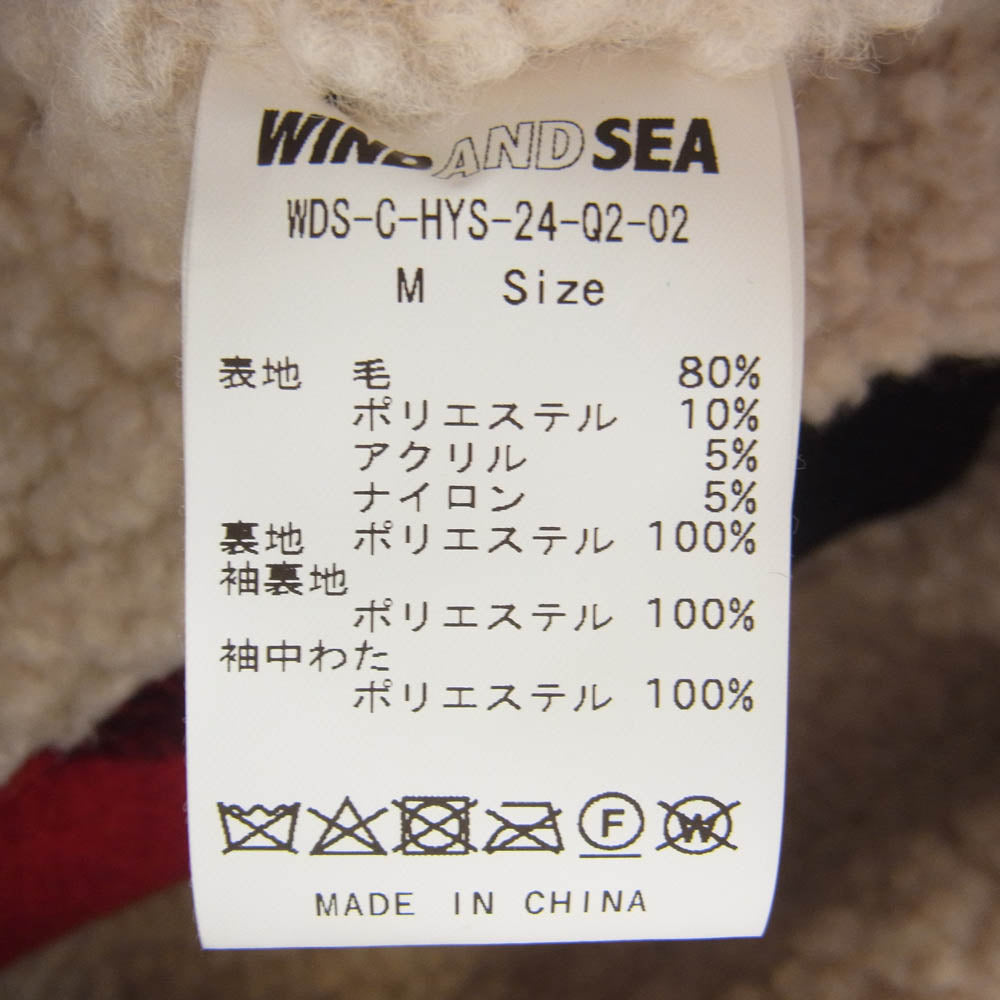 WIND AND SEA
WDS-C-HYS-24-Q2-02
M Size
表地 毛 80%
ポリエステル 10%
アクリル 5%
ナイロン 5%
裏地 ポリエステル 100%
袖裏地
ポリエステル 100%
袖中わた
ポリエステル 100%
F W
MADE IN CHINA